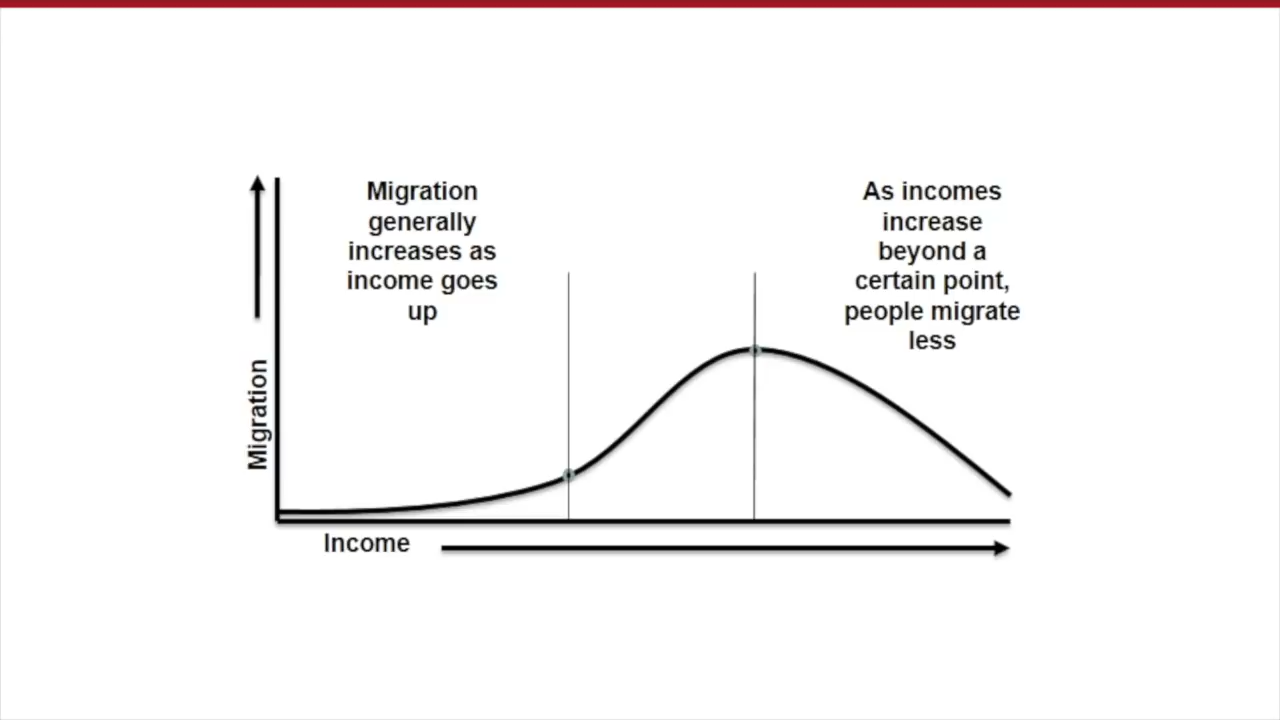 Migration
generally
increases as
income goes
up
As incomes
increase
beyond a
certain point,
people migrate
less
Migration
Income